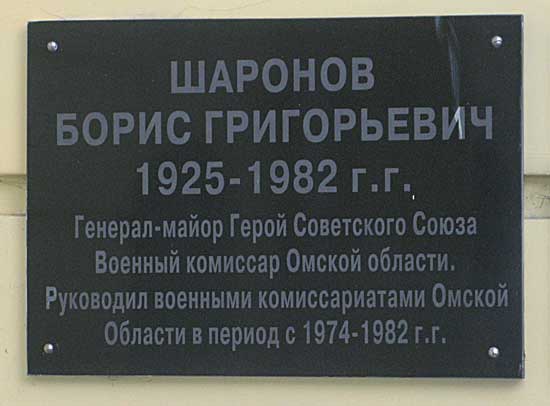 ШАРОНОВ
БОРИС ГРИГОРЬЕВИЧ
1925-1982 г.г.
Генерал-майор Герой Советского Союза
Военный комиссар Омской области.
Руководил военными комиссариатами Омской
Области в период с 1974-1982 г.г.